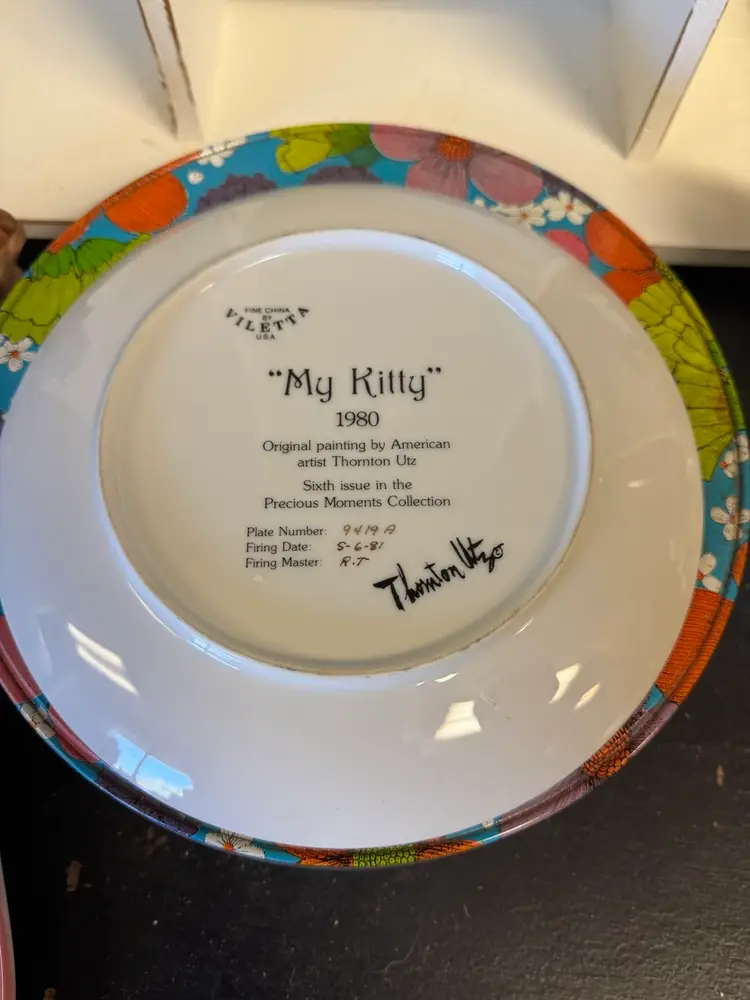 FINE CHINA
BY
VILETTA
U.S.A
“My Kitty”
1980
Original painting by American
artist Thornton Utz
Sixth issue in the
Precious Moments Collection
Plate Number: 9419 A
Firing Date: 5-6-81
Firing Master: R.T
Thornton Utz ©